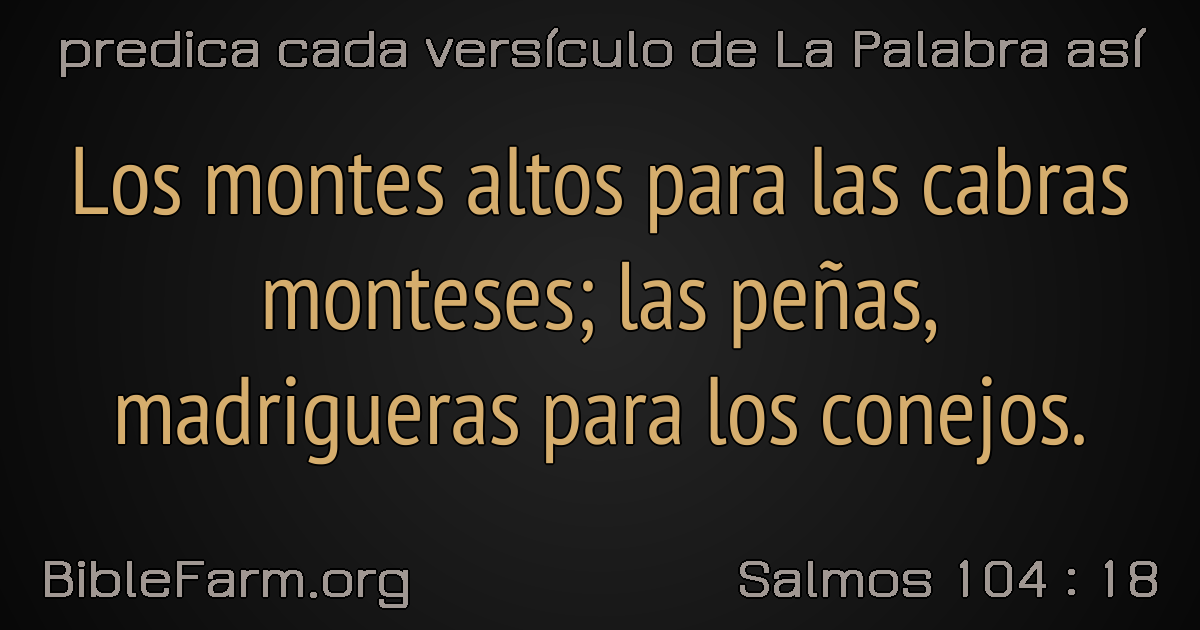 predica cada versículo de La Palabra así
Los montes altos para las cabras
monteses; las peñas,
madrigueras para los conejos.
BibleFarm.org
Salmos 104 : 18